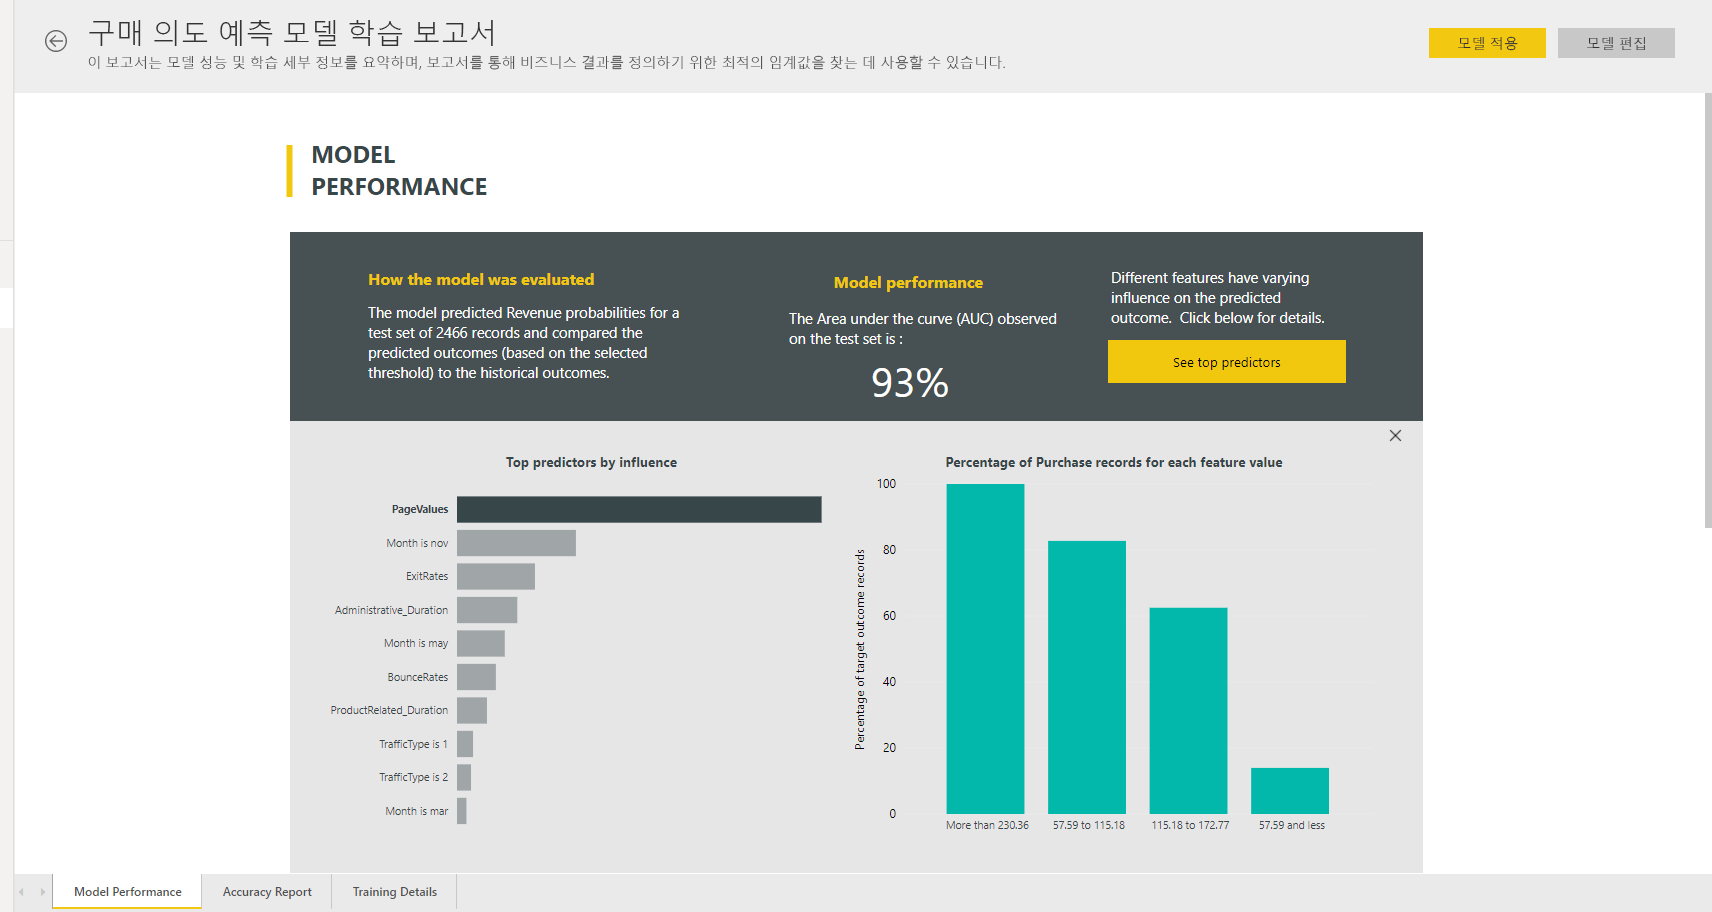 구매 의도 예측 모델 학습 보고서
이 보고서는 모델 성능 및 학습 세부 정보를 요약하며, 보고서를 통해 비즈니스 결과를 정의하기 위한 최적의 임계값을 찾는 데 사용할 수 있습니다.
모델 적용
모델 편집
MODEL
PERFORMANCE
How the model was evaluated
The model predicted Revenue probabilities for a
test set of 2466 records and compared the
predicted outcomes (based on the selected
threshold) to the historical outcomes.
Model performance
The Area under the curve (AUC) observed
on the test set is :
93%
Different features have varying
influence on the predicted
outcome.  Click below for details.
See top predictors
Top predictors by influence
PageValues
Month is nov
ExitRates
Administrative_Duration
Month is may
BounceRates
ProductRelated_Duration
TrafficType is 1
TrafficType is 2
Month is mar
Percentage of Purchase records for each feature value
Percentage of target outcome records
100
80
60
40
20
0
More than 230.36
57.59 to 115.18
115.18 to 172.77
57.59 and less
Model Performance
Accuracy Report
Training Details